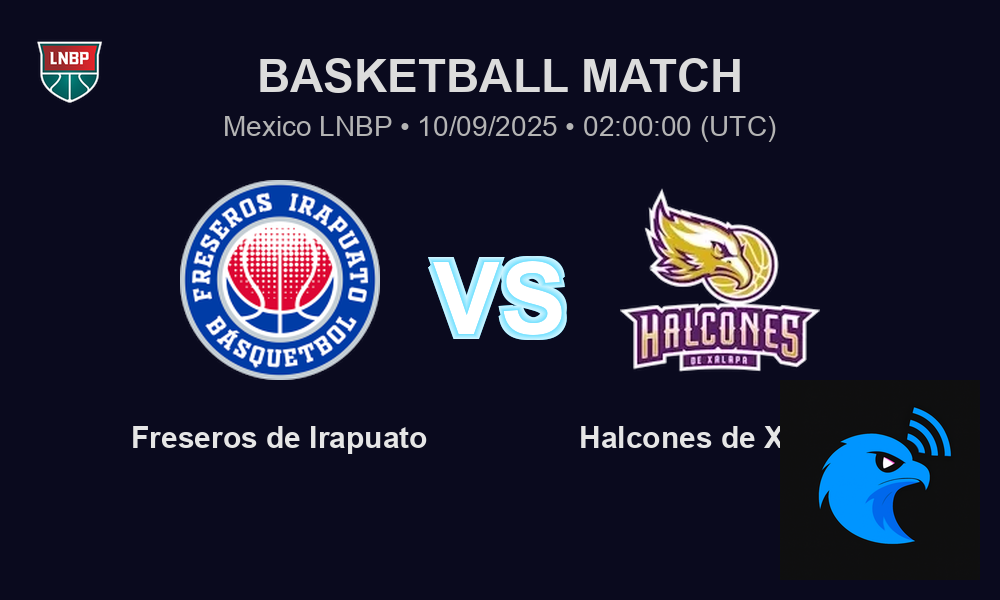 LNBP
BASKETBALL MATCH
Mexico LNBP • 10/09/2025 • 02:00:00 (UTC)
FRESEROS IRAPUATO
BÁSQUETBOL
VS
HALCONES
DE XALAPA
Freseros de Irapuato
Halcones de